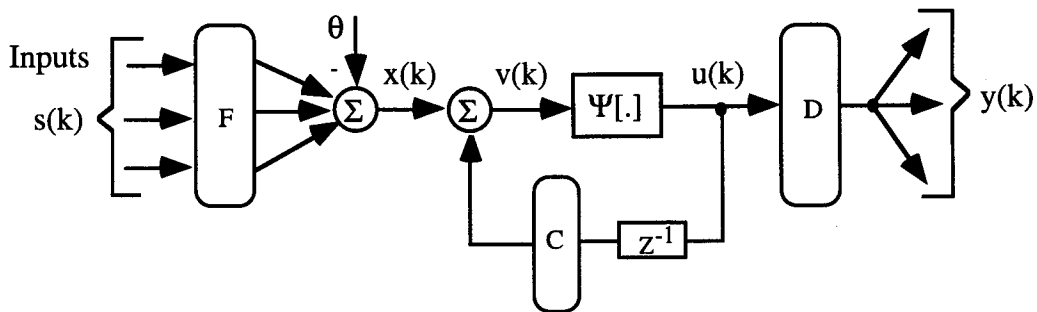 Inputs
s(k)
F
θ
-
Σ
x(k)
Σ
v(k)
Ψ[.]
u(k)
D
y(k)
C
Z⁻¹